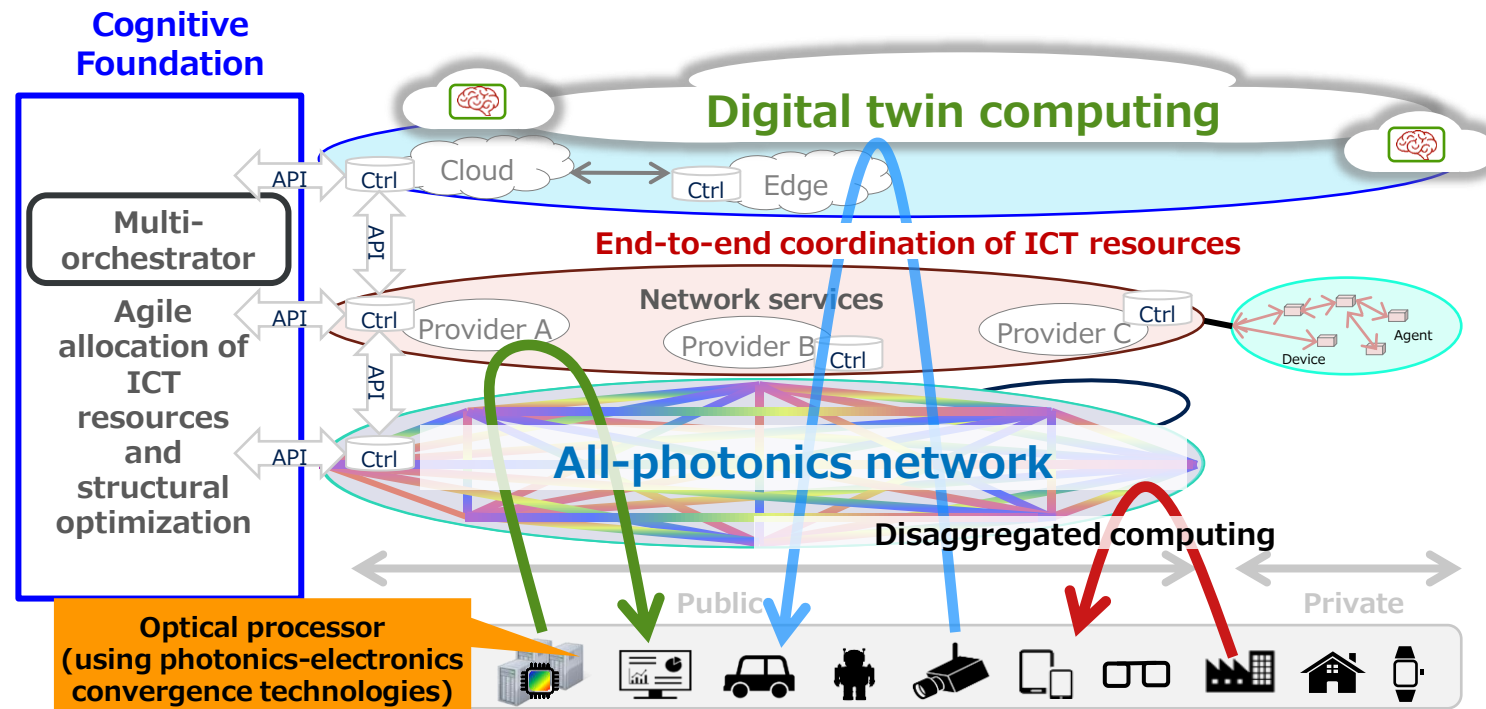 Cognitive
Foundation
Digital twin computing
API
Ctrl
Cloud
Ctrl
Edge
Multi-
orchestrator
API
End-to-end coordination of ICT resources
Network services
API
Ctrl
Provider A
Provider B
Ctrl
Provider C
Ctrl
Device
Agent
Agile
allocation of
ICT
resources
and
structural
optimization
API
API
Ctrl
All-photonics network
Disaggregated computing
Public
Private
Optical processor
(using photonics-electronics
convergence technologies)